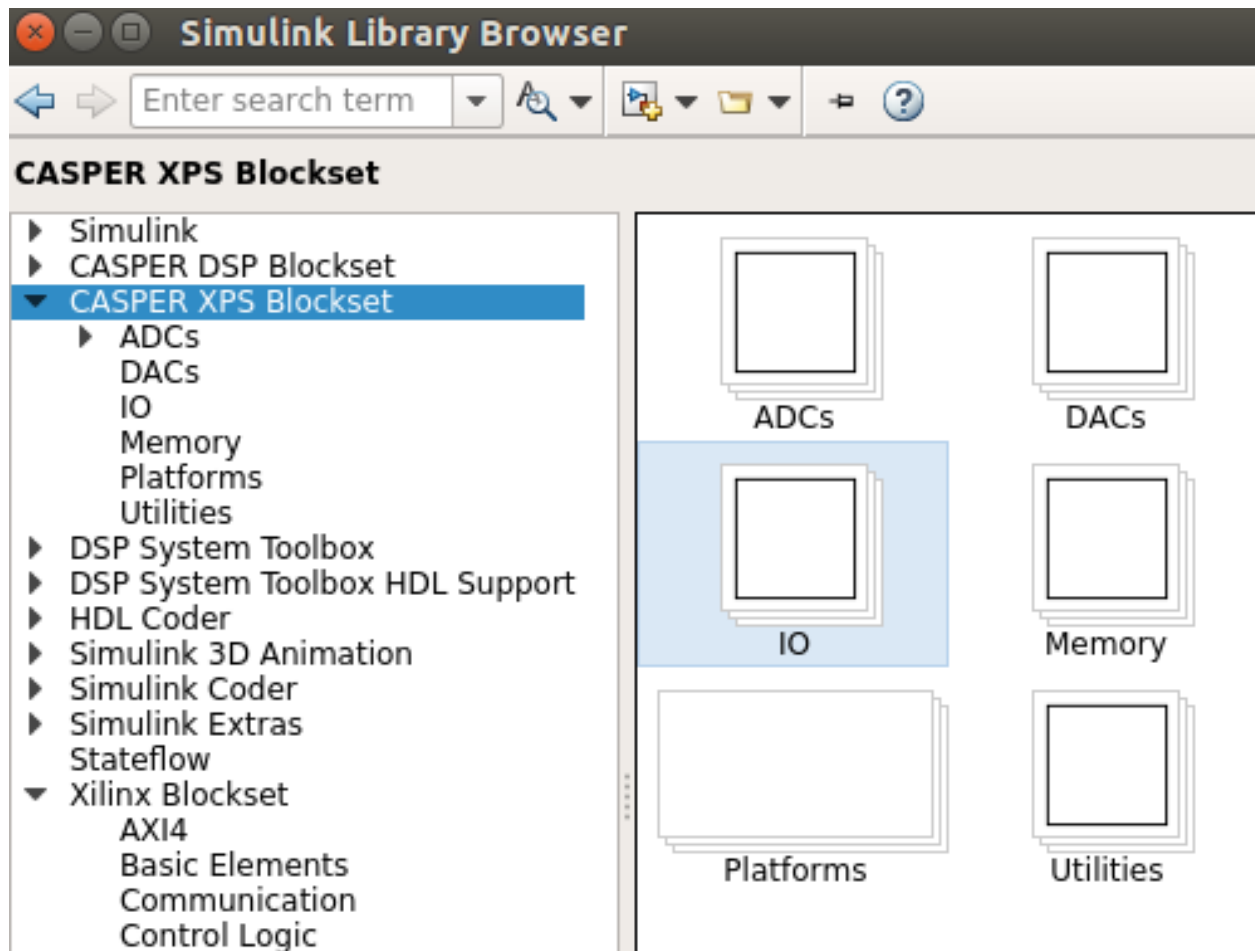 Simulink Library Browser
Enter search term
CASPER XPS Blockset
Simulink
CASPER DSP Blockset
CASPER XPS Blockset
ADCs
DACs
IO
Memory
Platforms
Utilities
DSP System Toolbox
DSP System Toolbox HDL Support
HDL Coder
Simulink 3D Animation
Simulink Coder
Simulink Extras
Stateflow
Xilinx Blockset
AXI4
Basic Elements
Communication
Control Logic
ADCs DACs
IO Memory
Platforms Utilities